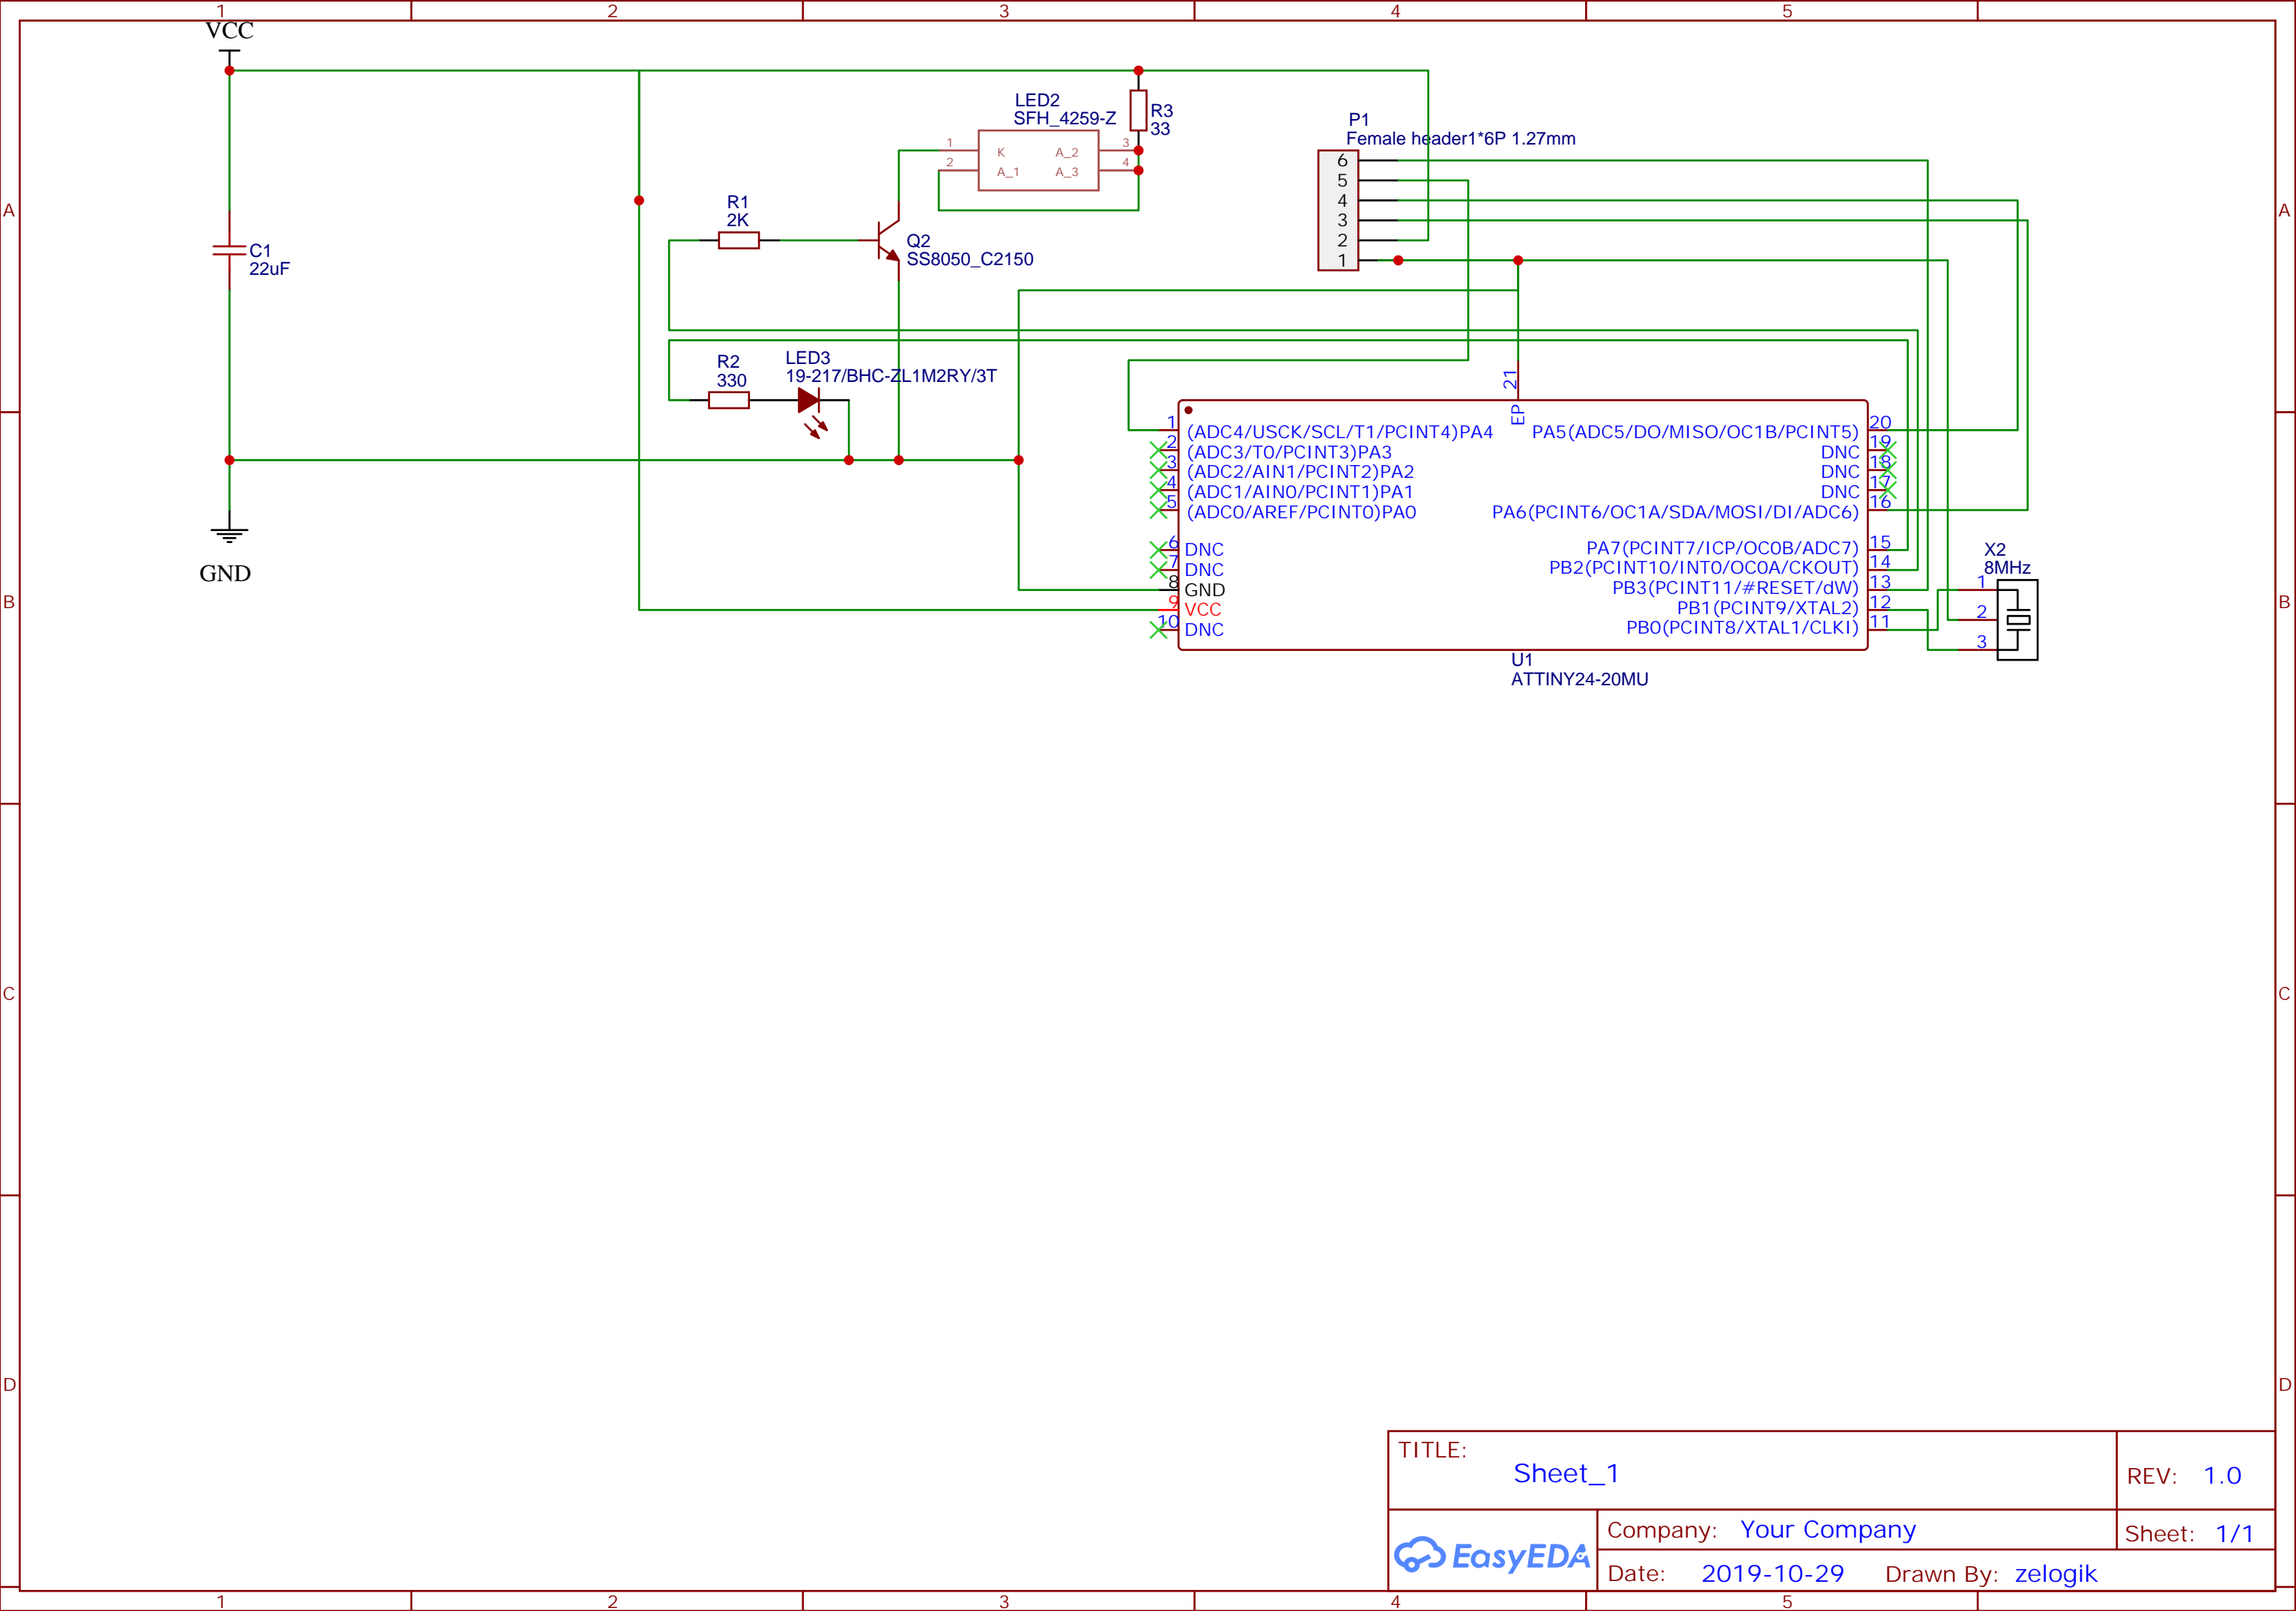 1
2
3
4
5
VCC
LED2
SFH_4259-Z
R3
33
1
2
K
A_1
A_2
A_3
3
4
P1
Female header1*6P 1.27mm
6
5
4
3
2
1
A
A
R1
2K
Q2
SS8050_C2150
C1
22uF
R2
330
LED3
19-217/BHC-ZL1M2RY/3T
21
EP
1
(ADC4/USCK/SCL/T1/PCINT4)PA4
2
(ADC3/T0/PCINT3)PA3
3
(ADC2/AIN1/PCINT2)PA2
4
(ADC1/AIN0/PCINT1)PA1
5
(ADC0/AREF/PCINT0)PA0
6
DNC
7
DNC
8
GND
9
VCC
10
DNC
PA5(ADC5/DO/MISO/OC1B/PCINT5)
20
DNC
19
DNC
18
DNC
17
PA6(PCINT6/OC1A/SDA/MOSI/DI/ADC6)
16
PA7(PCINT7/ICP/OC0B/ADC7)
15
PB2(PCINT10/INT0/OC0A/CKOUT)
14
PB3(PCINT11/#RESET/dW)
13
PB1(PCINT9/XTAL2)
12
PB0(PCINT8/XTAL1/CLKI)
11
X2
8MHz
1
2
3
GND
B
B
U1
ATTINY24-20MU
C
C
D
D
TITLE:
Sheet_1
REV: 1.0
EasyEDA
Company: Your Company
Sheet: 1/1
Date: 2019-10-29 Drawn By: zelogik
1
2
3
4
5